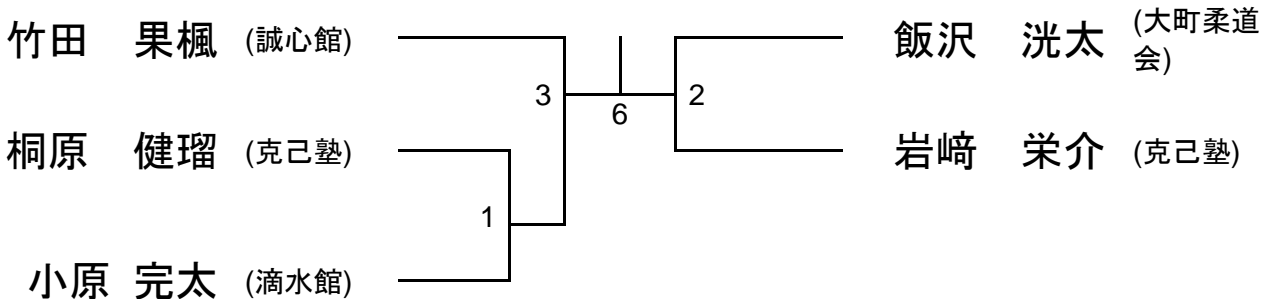 竹田　果楓 (誠心館)
3
6
2
飯沢　洸太 (大町柔道
会)
桐原　健瑠 (克己塾)
岩﨑　栄介 (克己塾)
1
小原 完太 (滴水館)